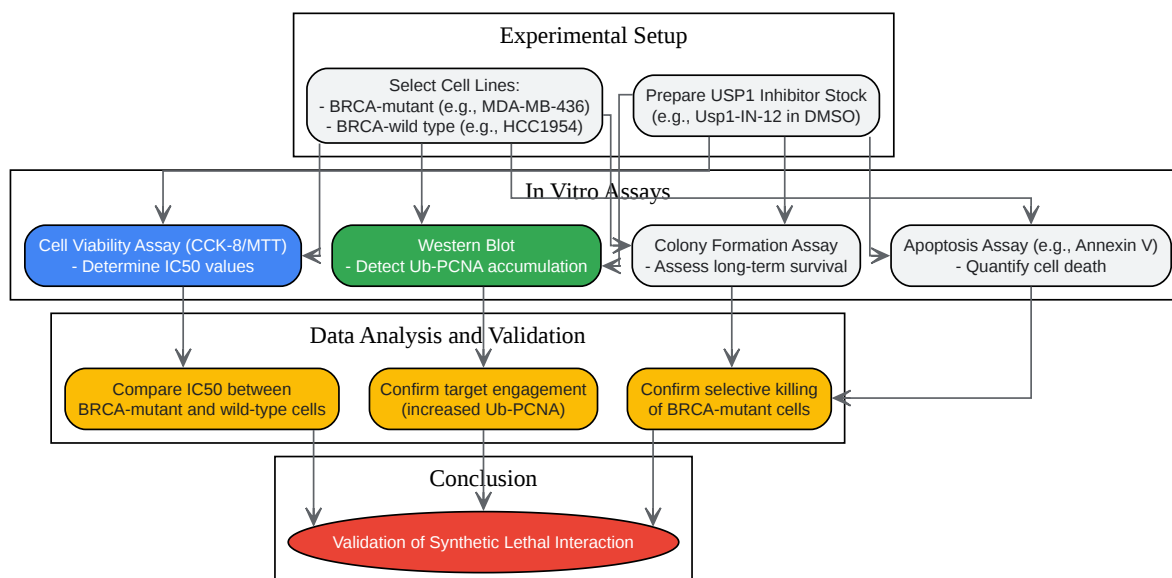 Experimental Setup
Select Cell Lines:
- BRCA-mutant (e.g., MDA-MB-436)
- BRCA-wild type (e.g., HCC1954)
Prepare USP1 Inhibitor Stock
(e.g., Usp1-IN-12 in DMSO)
In Vitro Assays
Cell Viability Assay (CCK-8/MTT)
- Determine IC50 values
Western Blot
- Detect Ub-PCNA accumulation
Colony Formation Assay
- Assess long-term survival
Apoptosis Assay (e.g., Annexin V)
- Quantify cell death
Data Analysis and Validation
Compare IC50 between
BRCA-mutant and wild-type cells
Confirm target engagement
(increased Ub-PCNA)
Confirm selective killing
of BRCA-mutant cells
Conclusion
Validation of Synthetic Lethal Interaction